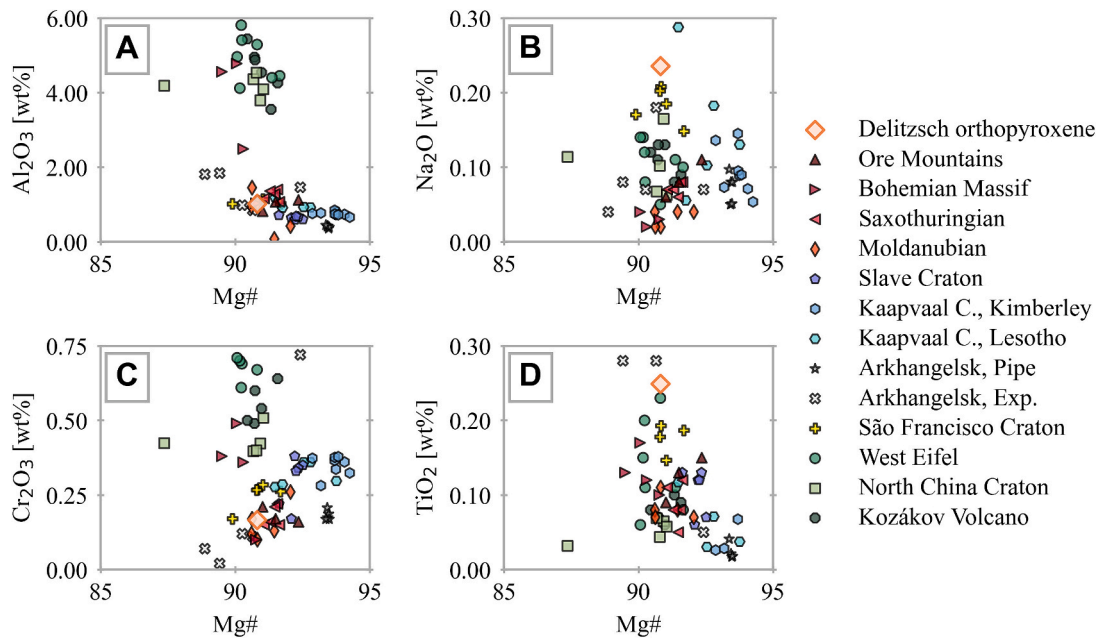 6.00
4.00
2.00
0.00
Al2O3 [wt%]
A
85
90
95
Mg#
0.30
0.20
0.10
0.00
Na2O [wt%]
B
85
90
95
Mg#
0.75
0.50
0.25
0.00
Cr2O3 [wt%]
C
85
90
95
Mg#
0.30
0.20
0.10
0.00
TiO2 [wt%]
D
85
90
95
Mg#
Delitzsch orthopyroxene
Ore Mountains
Bohemian Massif
Saxothuringian
Moldanubian
Slave Craton
Kaapvaal C., Kimberley
Kaapvaal C., Lesotho
Arkhangelsk, Pipe
Arkhangelsk, Exp.
São Francisco Craton
West Eifel
North China Craton
Kozákov Volcano